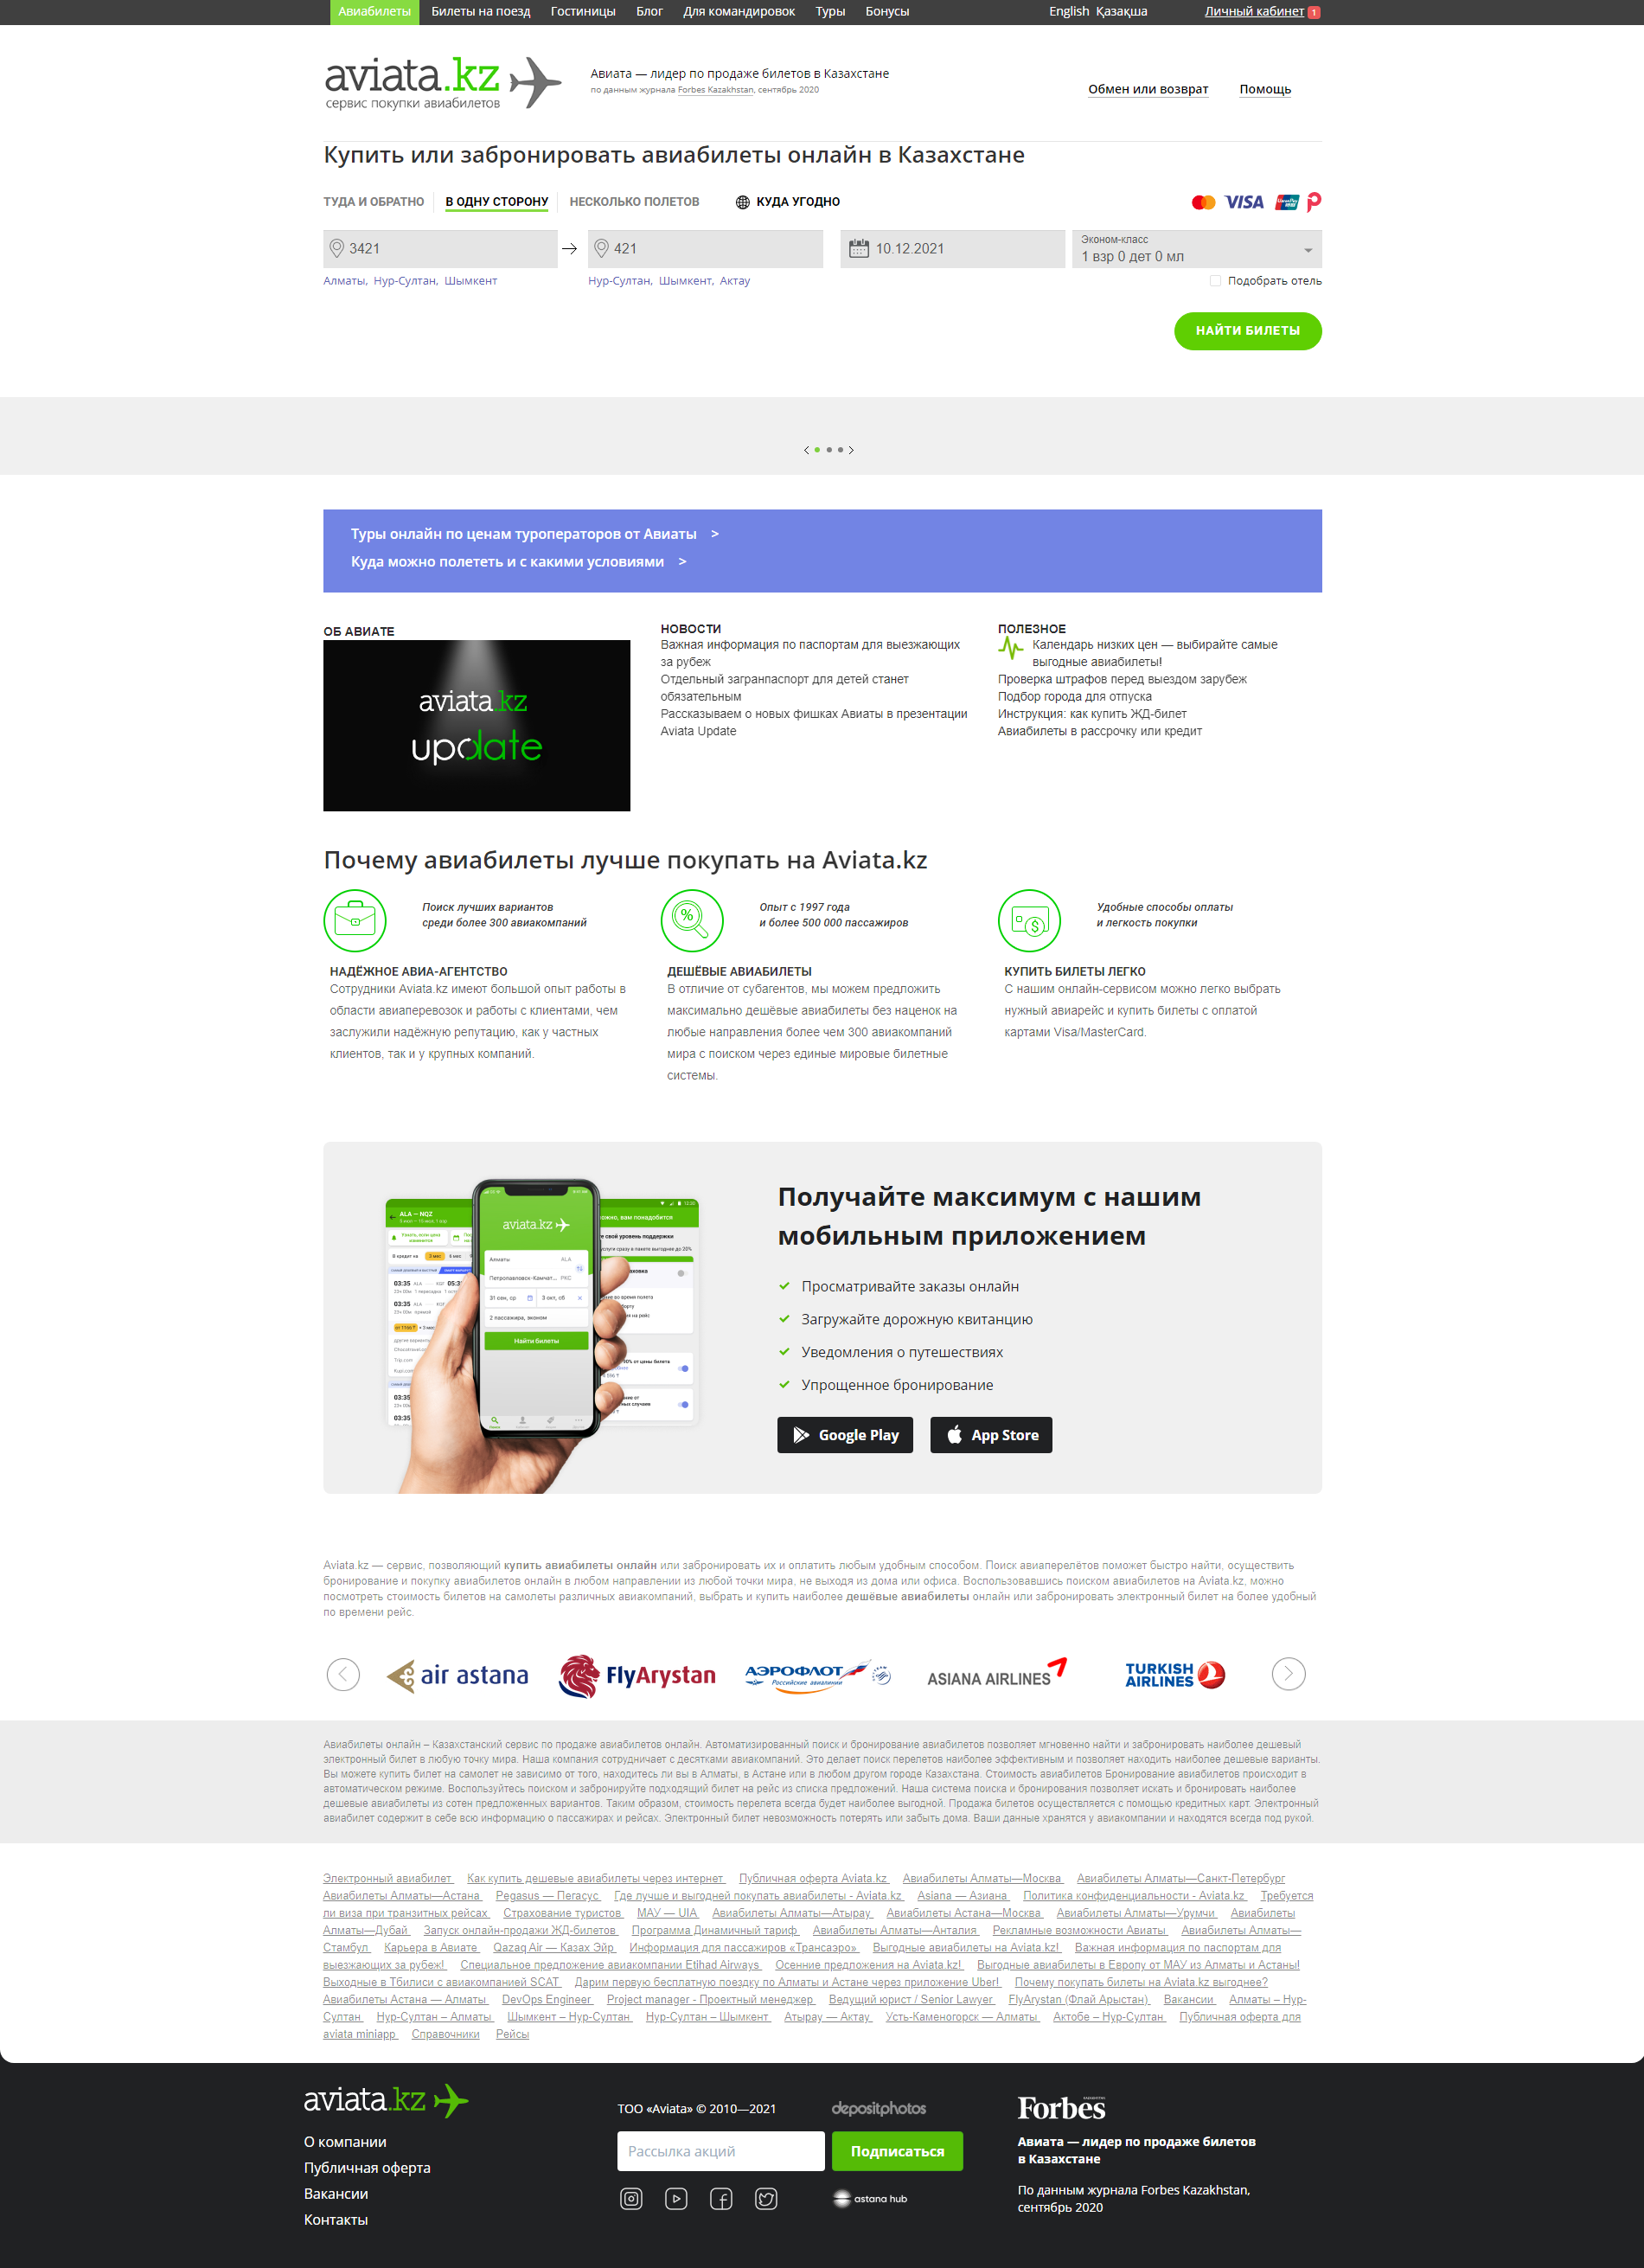 Авиабилеты Билеты на поезд Гостиницы Блог Для командировок Туры Бонусы English Қазақша Личный кабинет 1
aviata.kz
сервис покупки авиабилетов
Авиата — лидер по продаже билетов в Казахстане
по данным журнала Forbes Kazakhstan, сентябрь 2020
Обмен или возврат Помощь
Купить или забронировать авиабилеты онлайн в Казахстане
ТУДА И ОБРАТНО В ОДНУ СТОРОНУ НЕСКОЛЬКО ПОЛЕТОВ КУДА УГОДНО VISA
3421 421 10.12.2021
Эконом-класс
1 взр 0 дет 0 мл
Алматы, Нур-Султан, Шымкент Нур-Султан, Шымкент, Актау Подобрать отель
НАЙТИ БИЛЕТЫ
Туры онлайн по ценам туроператоров от Авиаты >
Куда можно полететь и с какими условиями >
ОБ АВИАТЕ
aviata.kz
update
НОВОСТИ
Важная информация по паспортам для выезжающих
за рубеж
Отдельный загранпаспорт для детей станет
обязательным
Рассказываем о новых фишках Авиаты в презентации
Aviata Update
ПОЛЕЗНОЕ
Календарь низких цен — выбирайте самые
выгодные авиабилеты!
Проверка штрафов перед выездом зарубеж
Подбор города для отпуска
Инструкция: как купить ЖД-билет
Авиабилеты в рассрочку или кредит
Почему авиабилеты лучше покупать на Aviata.kz
Поиск лучших вариантов
среди более 300 авиакомпаний
НАДЁЖНОЕ АВИА-АГЕНТСТВО
Сотрудники Aviata.kz имеют большой опыт работы в
области авиаперевозок и работы с клиентами, чем
заслужили надёжную репутацию, как у частных
клиентов, так и у крупных компаний.
Опыт с 1997 года
и более 500 000 пассажиров
ДЕШЁВЫЕ АВИАБИЛЕТЫ
В отличие от субагентов, мы можем предложить
максимально дешёвые авиабилеты без наценок на
любые направления более чем 300 авиакомпаний
мира с поиском через единые мировые билетные
системы.
Удобные способы оплаты
и легкость покупки
КУПИТЬ БИЛЕТЫ ЛЕГКО
С нашим онлайн-сервисом можно легко выбрать
нужный авиарейс и купить билеты с оплатой
картами Visa/MasterCard.
ALA — NQZ
aviata.kz
Алматы ALA
Петропавловск-Камчат... PKC
31 сен, ср 3 окт, сб
2 пассажира, эконом
Найти билеты
Получайте максимум с нашим
мобильным приложением
Просматривайте заказы онлайн
Загружайте дорожную квитанцию
Уведомления о путешествиях
Упрощенное бронирование
Google Play App Store
Aviata.kz — сервис, позволяющий купить авиабилеты онлайн или забронировать их и оплатить любым удобным способом. Поиск авиаперелётов поможет быстро найти, осуществить
бронирование и покупку авиабилетов онлайн в любом направлении из любой точки мира, не выходя из дома или офиса. Воспользовавшись поиском авиабилетов на Aviata.kz, можно
посмотреть стоимость билетов на самолеты различных авиакомпаний, выбрать и купить наиболее дешёвые авиабилеты онлайн или забронировать электронный билет на более удобный
по времени рейс.
air astana FlyArystan АЭРОФЛОТ Российские авиалинии ASIANA AIRLINES TURKISH AIRLINES
Авиабилеты онлайн – Казахстанский сервис по продаже авиабилетов онлайн. Автоматизированный поиск и бронирование авиабилетов позволяет мгновенно найти и забронировать наиболее дешевый
электронный билет в любую точку мира. Наша компания сотрудничает с десятками авиакомпаний. Это делает поиск перелетов наиболее эффективным и позволяет находить наиболее дешевые варианты.
Вы можете купить билет на самолет не зависимо от того, находитесь ли вы в Алматы, в Астане или в любом другом городе Казахстана. Стоимость авиабилетов Бронирование авиабилетов происходит в
автоматическом режиме. Воспользуйтесь поиском и забронируйте подходящий билет на рейс из списка предложений. Наша система поиска и бронирования позволяет искать и бронировать наиболее
дешевые авиабилеты из сотен предложенных вариантов. Таким образом, стоимость перелета всегда будет наиболее выгодной. Продажа билетов осуществляется с помощью кредитных карт. Электронный
авиабилет содержит в себе всю информацию о пассажирах и рейсах. Электронный билет невозможность потерять или забыть дома. Ваши данные хранятся у авиакомпании и находятся всегда под рукой.
Электронный авиабилет Как купить дешевые авиабилеты через интернет Публичная оферта Aviata.kz Авиабилеты Алматы—Москва Авиабилеты Алматы—Санкт-Петербург
Авиабилеты Алматы—Астана Pegasus — Пегасус Где лучше и выгодней покупать авиабилеты - Aviata.kz Asiana — Азиана Политика конфиденциальности - Aviata.kz Требуется
ли виза при транзитных рейсах Страхование туристов МАУ — UIA Авиабилеты Алматы—Атырау Авиабилеты Астана—Москва Авиабилеты Алматы—Урумчи Авиабилеты
Алматы—Дубай Запуск онлайн-продажи ЖД-билетов Программа Динамичный тариф Авиабилеты Алматы—Анталия Рекламные возможности Авиаты Авиабилеты Алматы—
Стамбул Карьера в Авиате Qazaq Air — Казах Эйр Информация для пассажиров «Трансаэро» Выгодные авиабилеты на Aviata.kz! Важная информация по паспортам для
выезжающих за рубеж! Специальное предложение авиакомпании Etihad Airways Осенние предложения на Aviata.kz! Выгодные авиабилеты в Европу от МАУ из Алматы и Астаны!
Выходные в Тбилиси с авиакомпанией SCAT Дарим первую бесплатную поездку по Алматы и Астане через приложение Uber! Почему покупать билеты на Aviata.kz выгоднее?
Авиабилеты Астана — Алматы DevOps Engineer Project manager - Проектный менеджер Ведущий юрист / Senior Lawyer FlyArystan (Флай Арыстан) Вакансии Алматы – Нур-
Султан Нур-Султан – Алматы Шымкент – Нур-Султан Нур-Султан – Шымкент Атырау — Актау Усть-Каменогорск — Алматы Актобе – Нур-Султан Публичная оферта для
aviata miniapp Справочники Рейсы
aviata.kz
О компании
Публичная оферта
Вакансии
Контакты
ТОО «Aviata» © 2010—2021 depositphotos
Рассылка акций Подписаться
astana hub
Forbes
Авиата — лидер по продаже билетов
в Казахстане
По данным журнала Forbes Kazakhstan,
сентябрь 2020